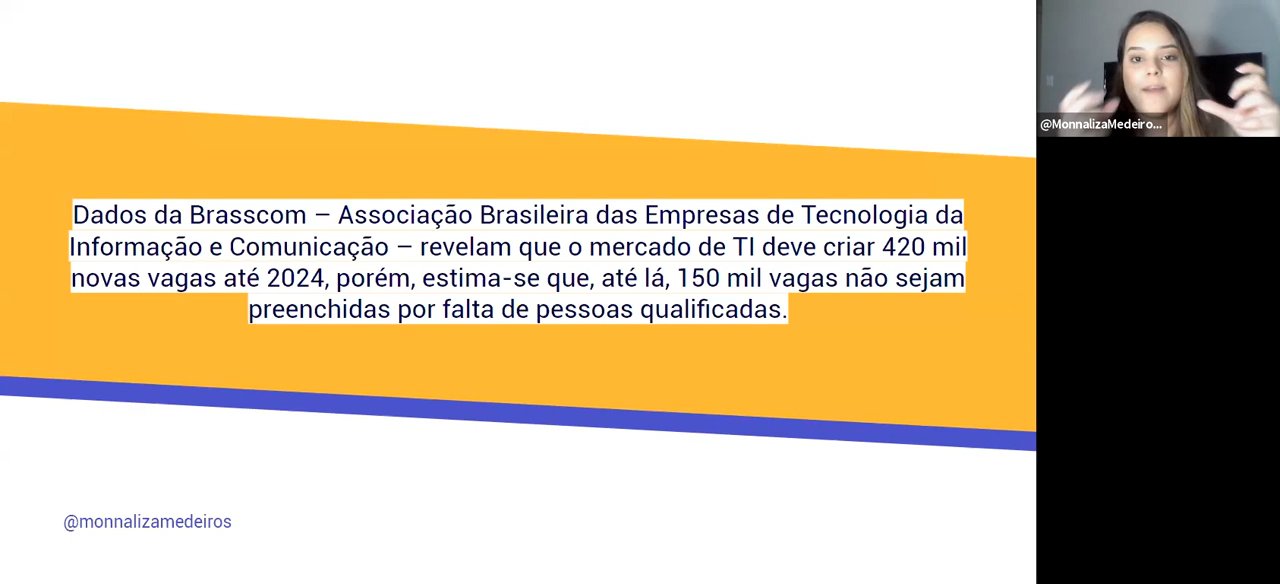 Dados da Brasscom – Associação Brasileira das Empresas de Tecnologia da
Informação e Comunicação – revelam que o mercado de TI deve criar 420 mil
novas vagas até 2024, porém, estima-se que, até lá, 150 mil vagas não sejam
preenchidas por falta de pessoas qualificadas.
@monnalizamedeiros
@MonnalizaMedeiro...